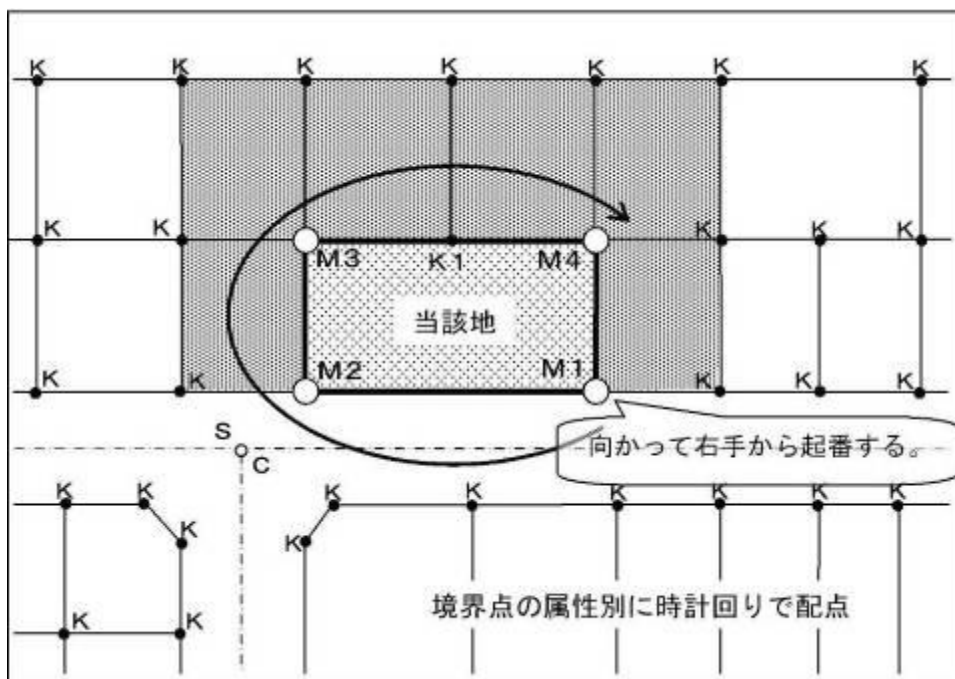 K K K K K K K
K K K K K
M3 K1 M4
当該地
M2 M1
K K K K K
S
C
向かって右手から起番する。
K K K K K K K K K
K K
境界点の属性別に時計回りで配点
K K